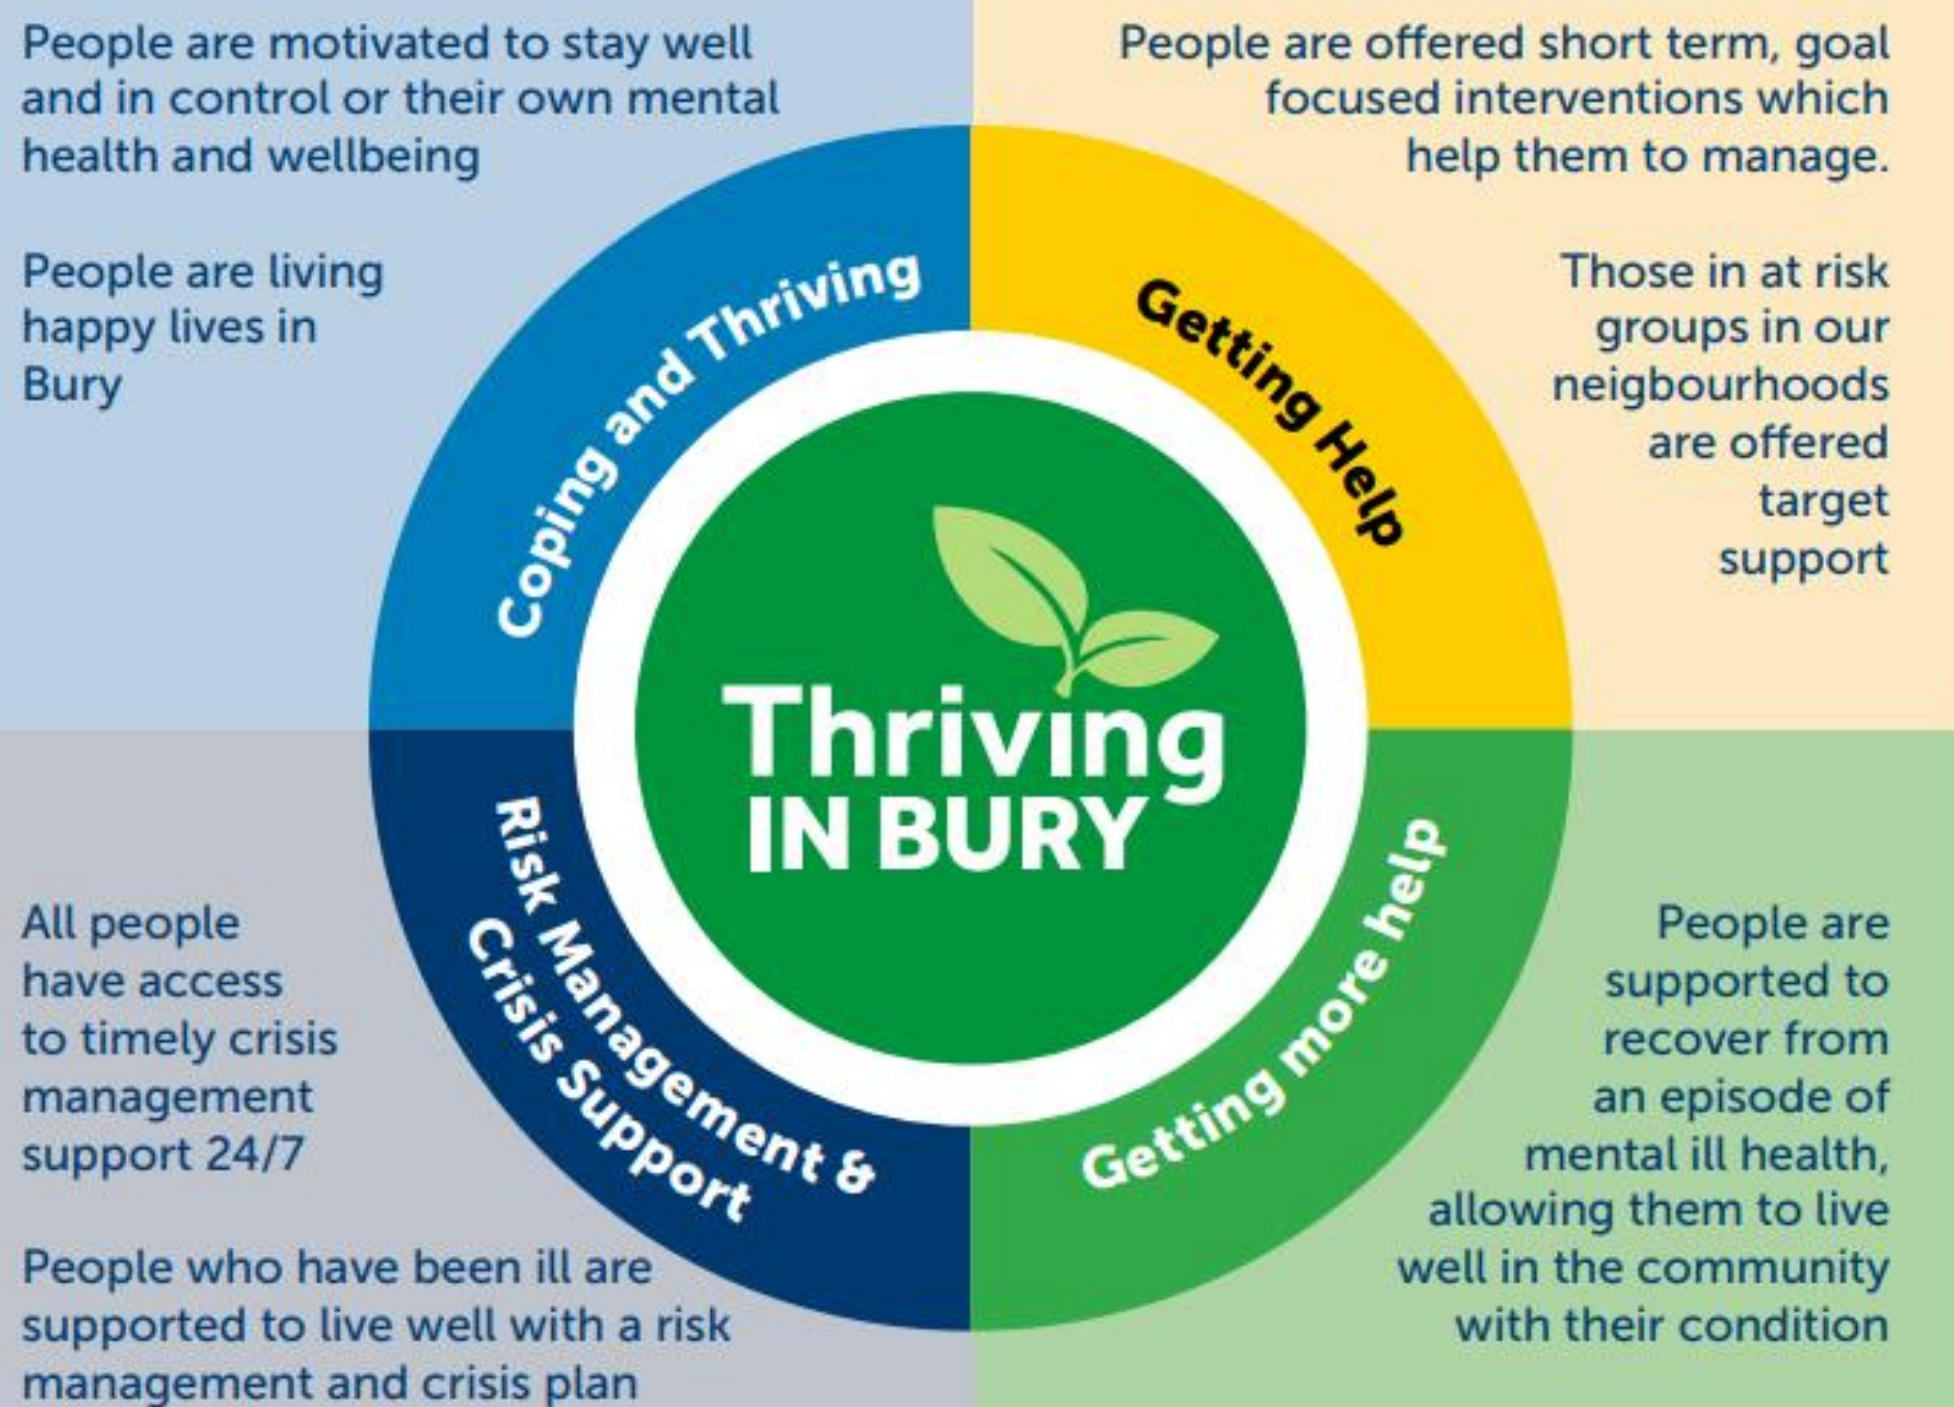 People are motivated to stay well
and in control or their own mental
health and wellbeing
People are living
happy lives in
Bury
People are offered short term, goal
focused interventions which
help them to manage.
Those in at risk
groups in our
neigbourhoods
are offered
target
support
Coping and Thriving
Getting Help
Thriving
IN BURY
Risk Management &
Crisis Support
Getting more help
All people
have access
to timely crisis
management
support 24/7
People who have been ill are
supported to live well with a risk
management and crisis plan
People are
supported to
recover from
an episode of
mental ill health,
allowing them to live
well in the community
with their condition